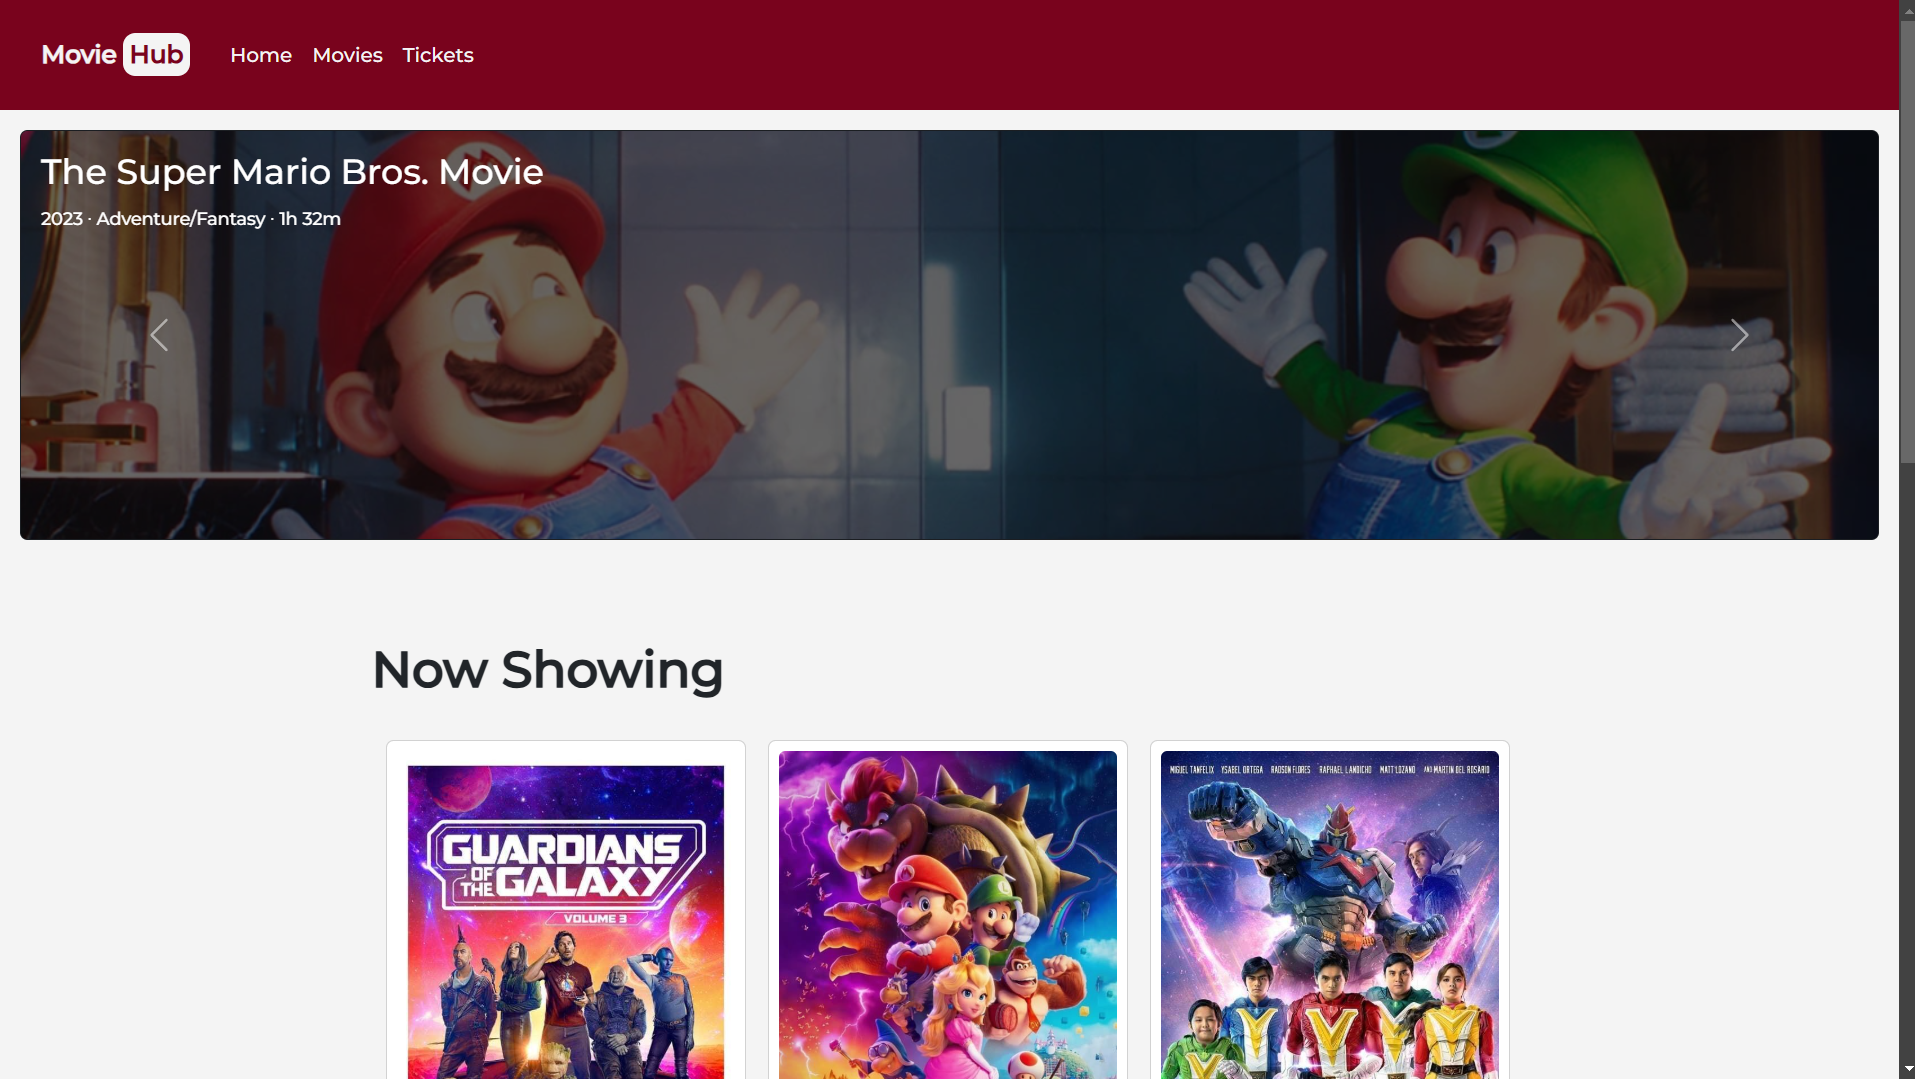 Movie Hub Home Movies Tickets
The Super Mario Bros. Movie
2023 · Adventure/Fantasy · 1h 32m
Now Showing
GUARDIANS
OF THE GALAXY
VOLUME 3
MIGUEL TANFELIX YSABEL ORTEGA RADSON FLORES RAPHAEL LANDICHO MATT LOZANO AND MARTIN DEL ROSARIO